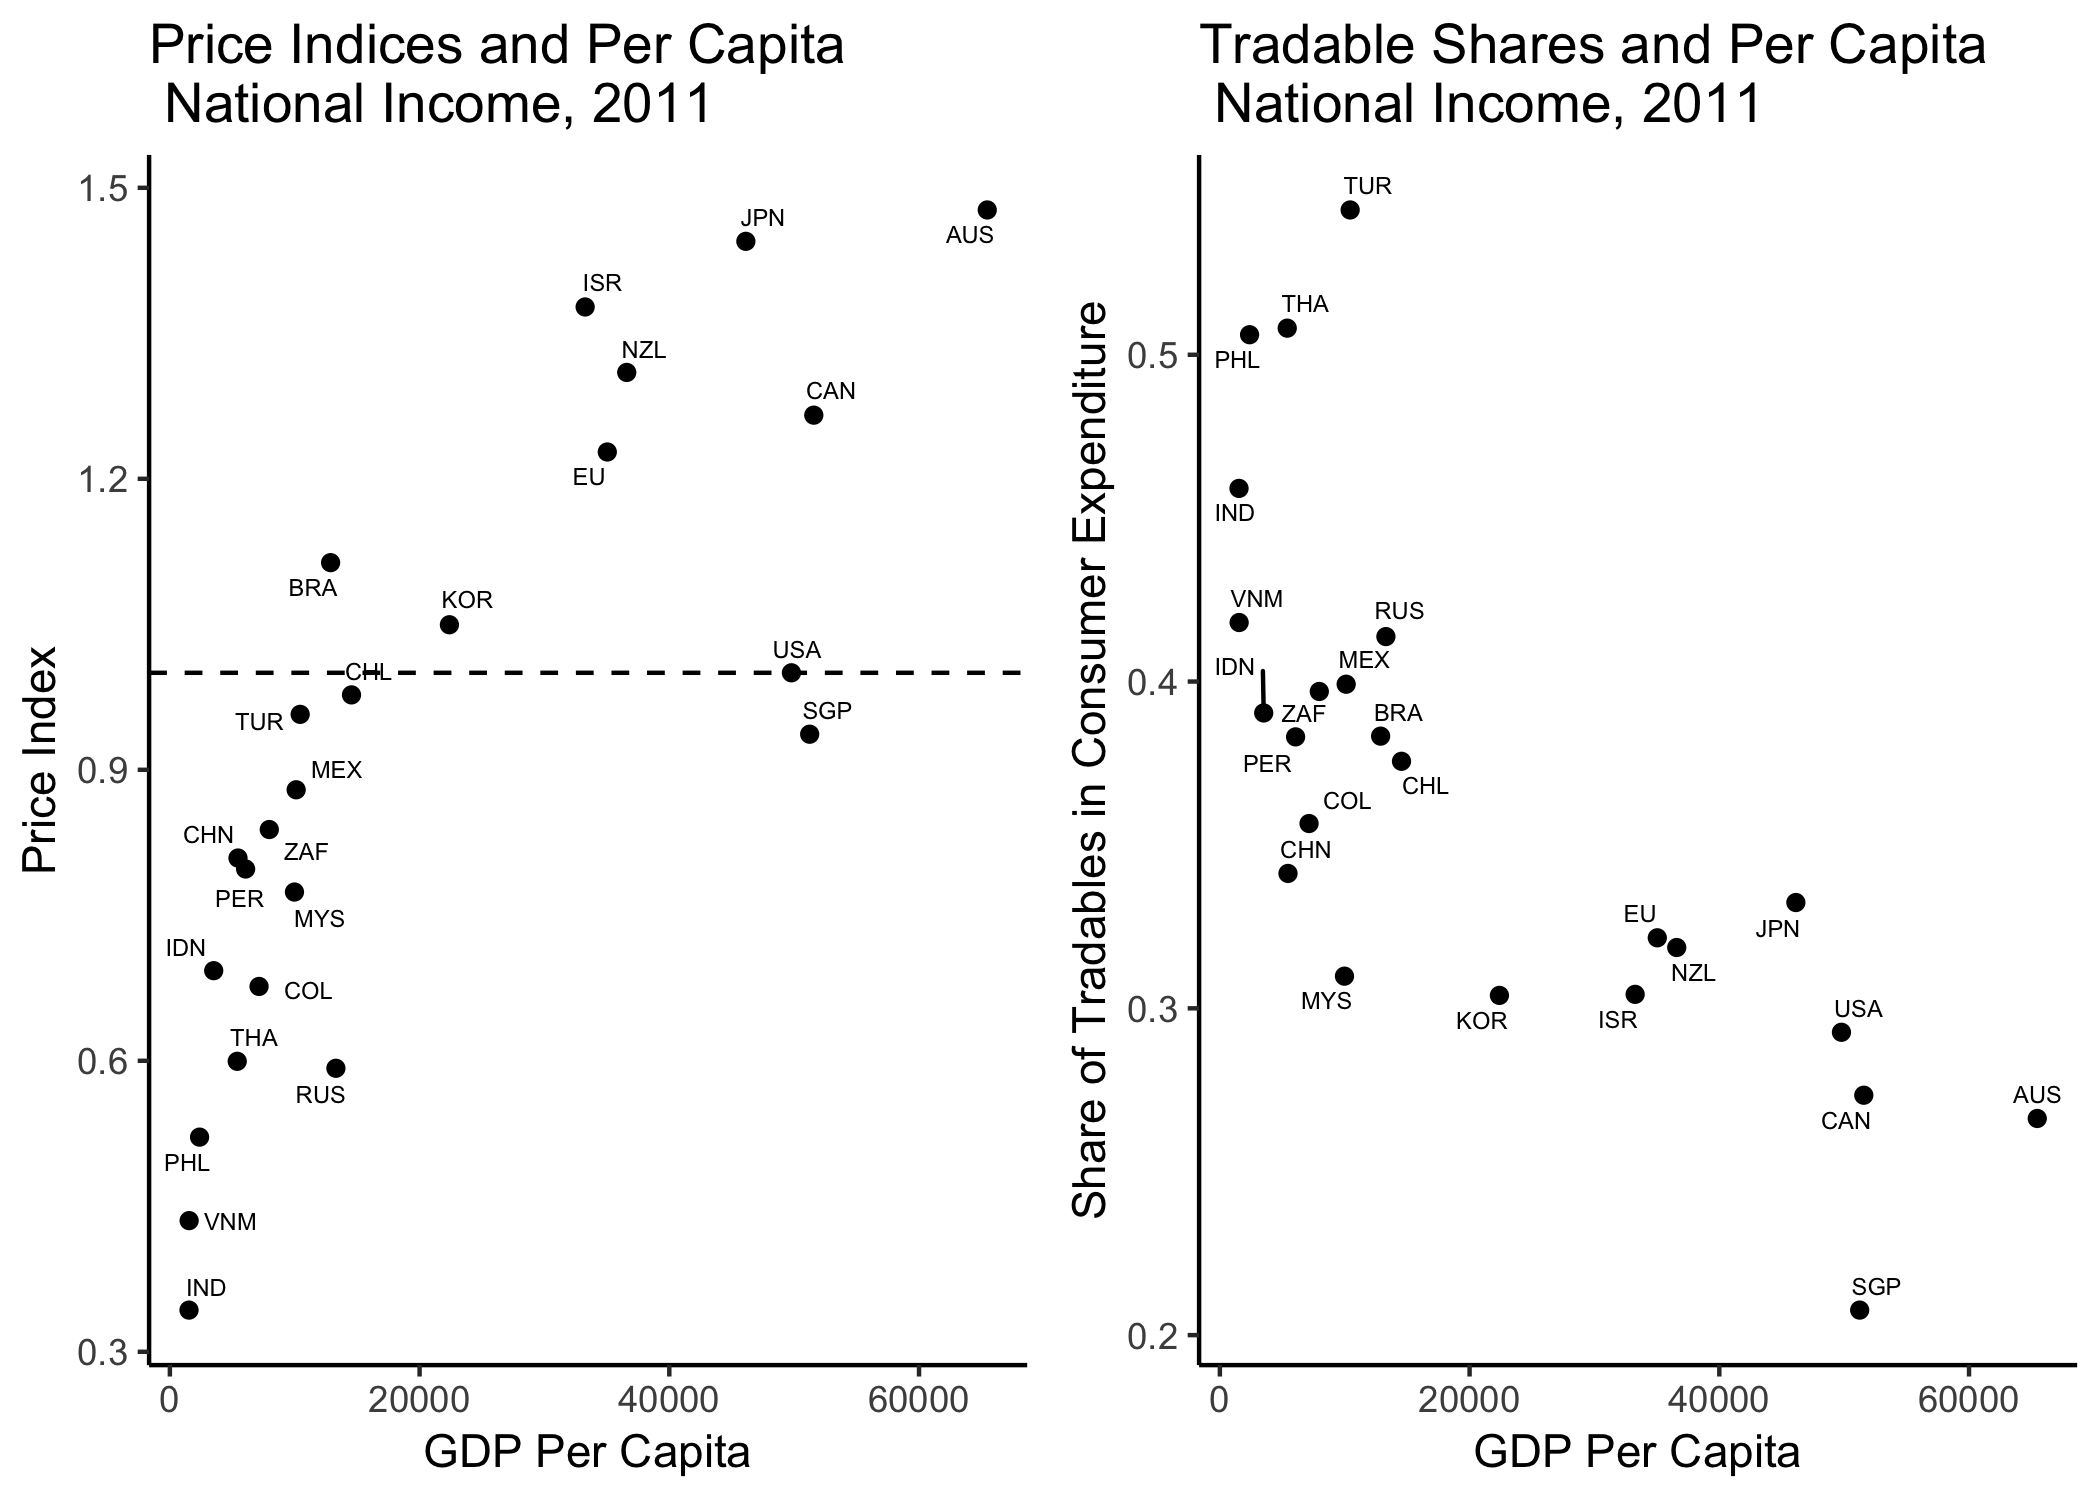 Price Indices and Per Capita
National Income, 2011
Price Index
1.5
1.2
0.9
0.6
0.3
JPN
AUS
ISR
NZL
CAN
EU
BRA
KOR
USA
CHL
SGP
TUR
MEX
CHN
ZAF
PER
MYS
IDN
COL
THA
RUS
PHL
VNM
IND
0 20000 40000 60000
GDP Per Capita
Tradable Shares and Per Capita
National Income, 2011
Share of Tradables in Consumer Expenditure
0.5
0.4
0.3
0.2
TUR
THA
PHL
IND
VNM
RUS
IDN
MEX
ZAF
BRA
PER
CHL
COL
CHN
EU
JPN
NZL
MYS
KOR
ISR
USA
CAN
AUS
SGP
0 20000 40000 60000
GDP Per Capita